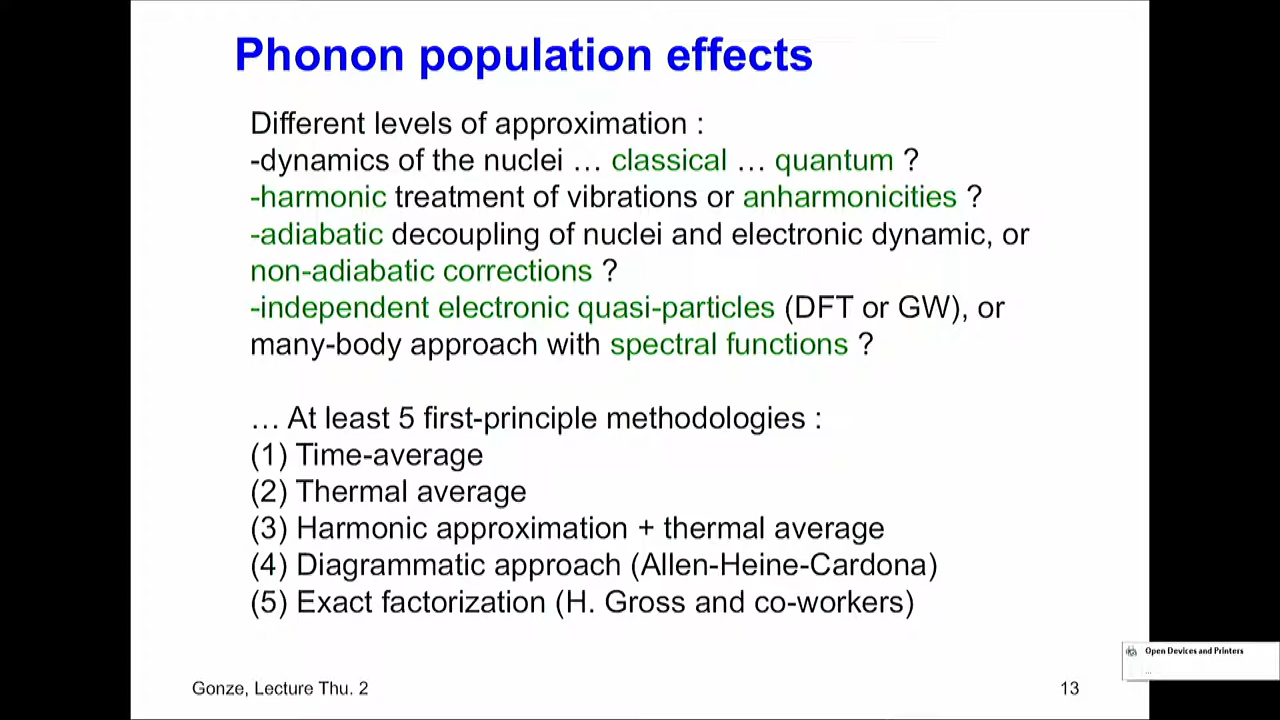 Phonon population effects
Different levels of approximation :
-dynamics of the nuclei … classical … quantum ?
-harmonic treatment of vibrations or anharmonicities ?
-adiabatic decoupling of nuclei and electronic dynamic, or
non-adiabatic corrections ?
-independent electronic quasi-particles (DFT or GW), or
many-body approach with spectral functions ?
… At least 5 first-principle methodologies :
(1) Time-average
(2) Thermal average
(3) Harmonic approximation + thermal average
(4) Diagrammatic approach (Allen-Heine-Cardona)
(5) Exact factorization (H. Gross and co-workers)
Open Devices and Printers
...
Gonze, Lecture Thu. 2
13